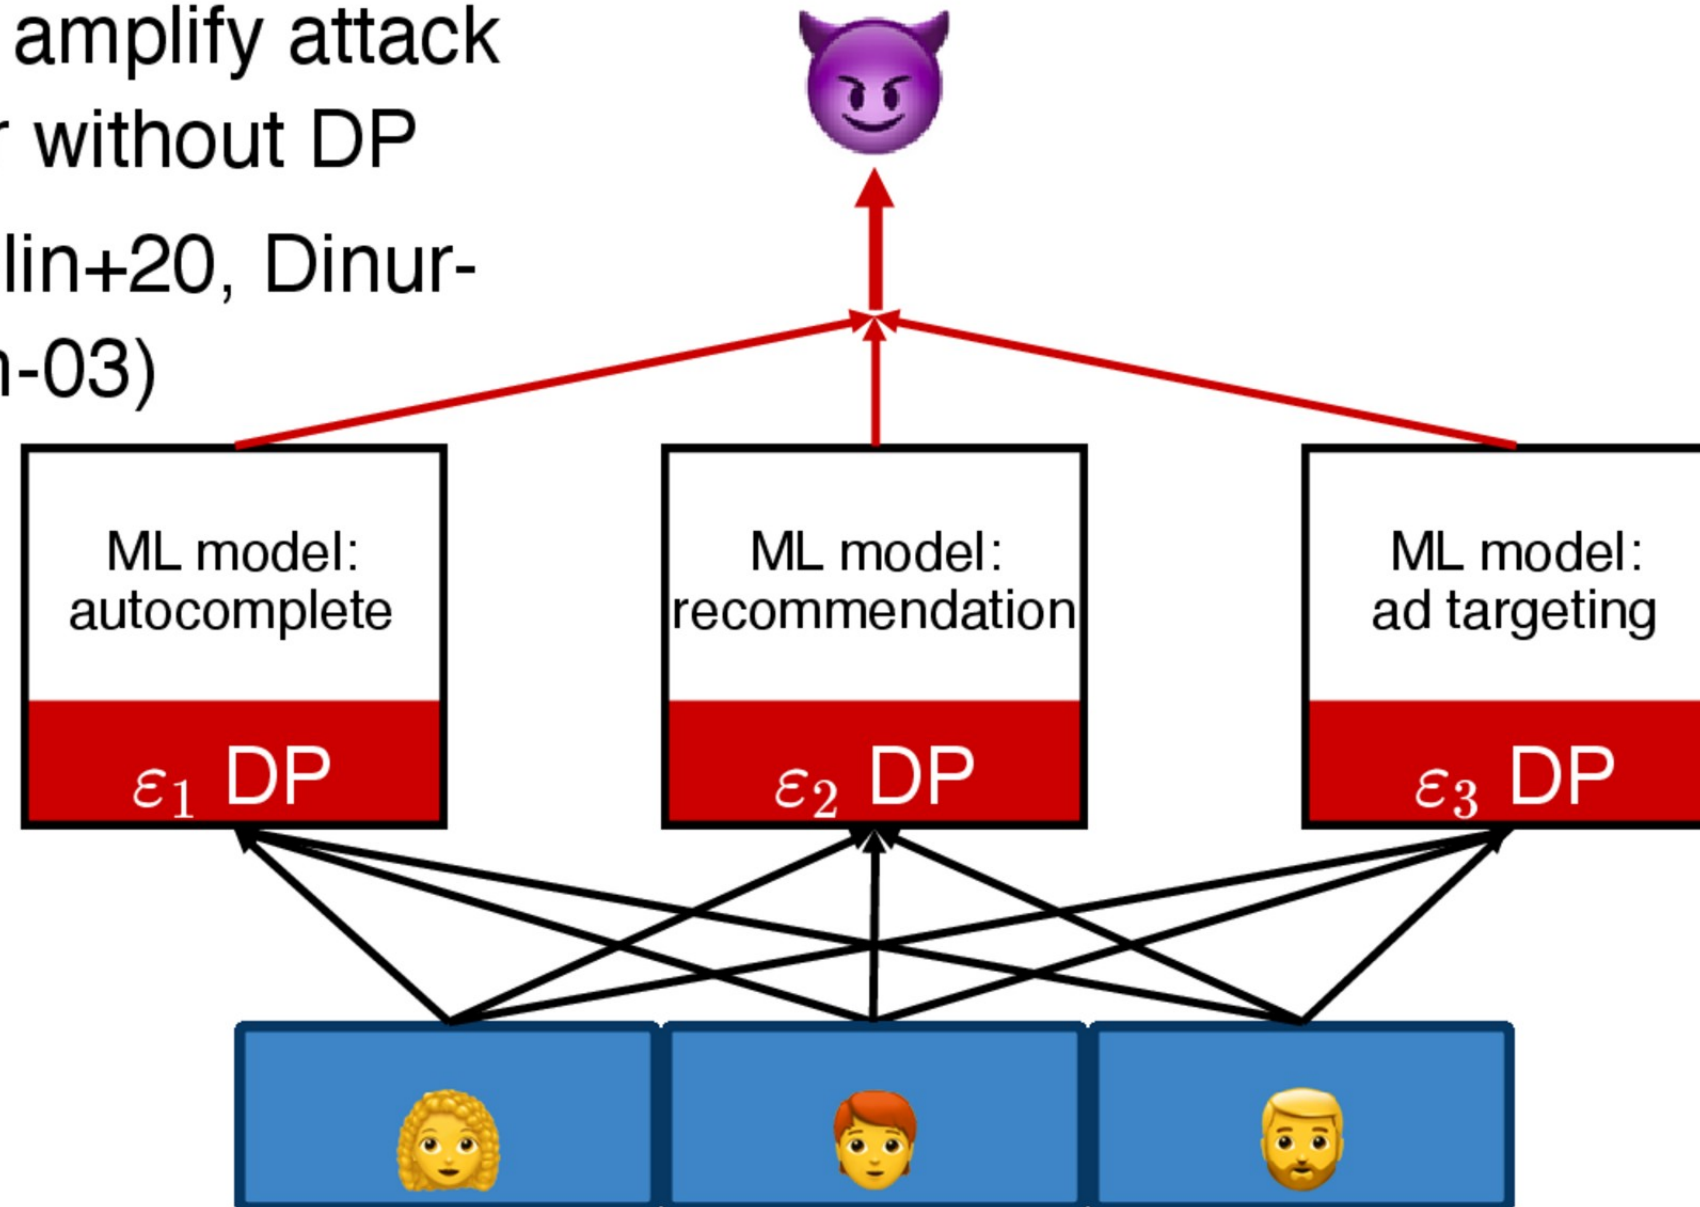 amplify attack
without DP
lin+20, Dinur-
-03)
ML model:
autocomplete
ML model:
recommendation
ML model:
ad targeting
ε₁ DP
ε₂ DP
ε₃ DP